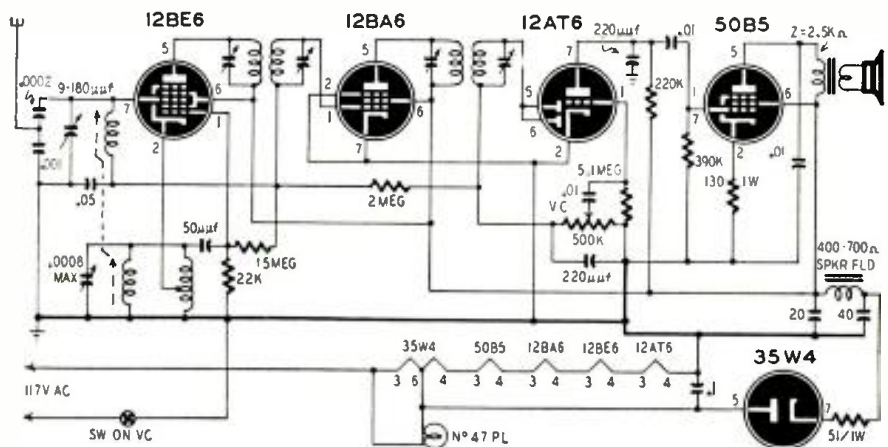 12BE6
12BA6
12AT6
50B5
5
7
6
1
2
.0002
9-180µµf
.001
.05
50µµf
.0008
MAX
15MEG
22K
5
2
1
6
7
2MEG
7
5
6
1
2
220µµf
.01
220K
5.1MEG
.01
VC
500K
220µµf
Z=2.5KΩ
5
1
7
6
2
.01
390K
130
1W
400-700Ω
SPKR FLD
20
40
35W4
50B5
12BA6
12BE6
12AT6
3 6 4
3 4
3 4
3 4
3 4
.1
35W4
5
7
51/1W
117V AC
SW ON VC
Nº 47 PL